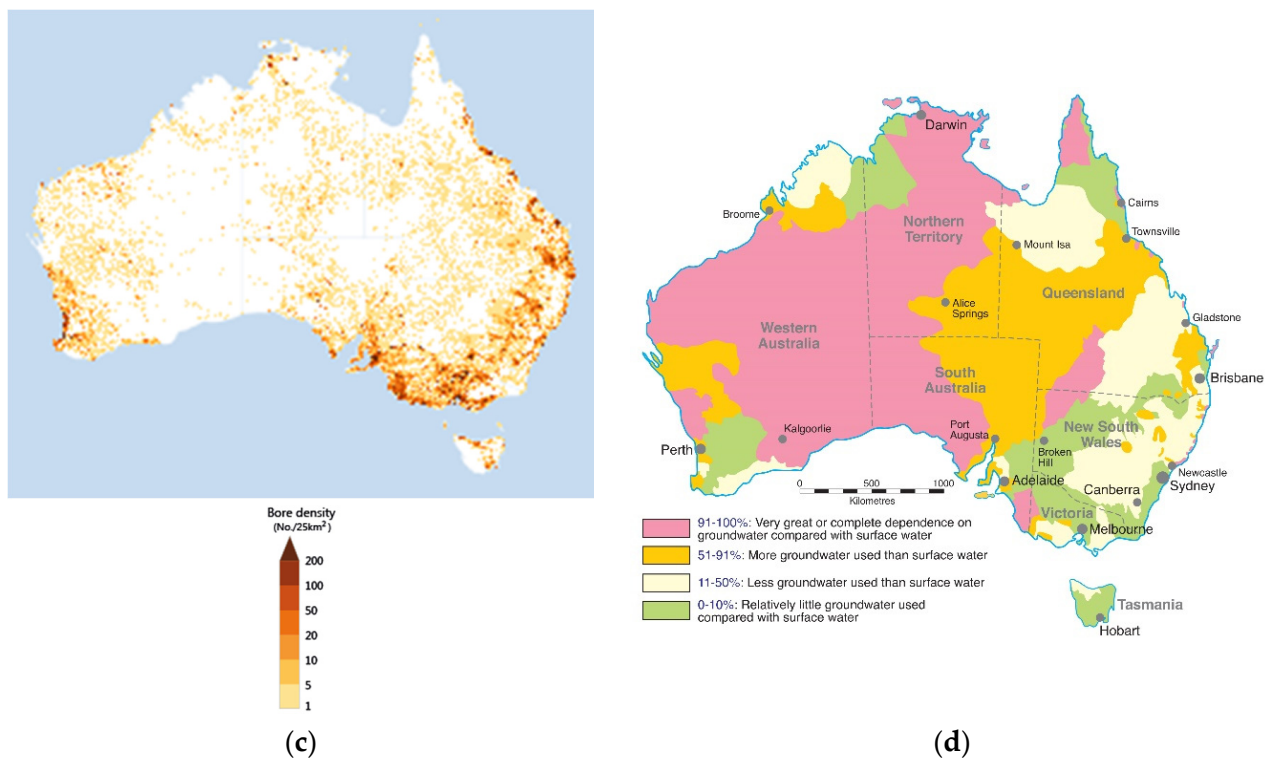 Bore density
(No./25km²)
200
100
50
20
10
5
1
(c)
Darwin
Broome
Cairns
Northern
Territory
Townsville
Mount Isa
Queensland
Alice
Springs
Gladstone
Western
Australia
South
Australia
Brisbane
Port
Augusta
Kalgoorlie
New South
Wales
Perth
Broken
Hill
Newcastle
Adelaide
Sydney
Canberra
0 500 1000
Kilometres
Victoria
Melbourne
91-100%: Very great or complete dependence on
groundwater compared with surface water
51-91%: More groundwater used than surface water
11-50%: Less groundwater used than surface water
0-10%: Relatively little groundwater used
compared with surface water
Tasmania
Hobart
(d)